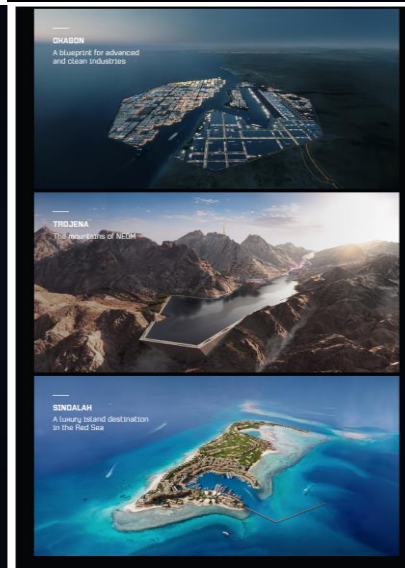 OXAGON
A blueprint for advanced
and clean industries
TROJENA
The mountains of NEOM
SINDALAH
A luxury island destination
in the Red Sea